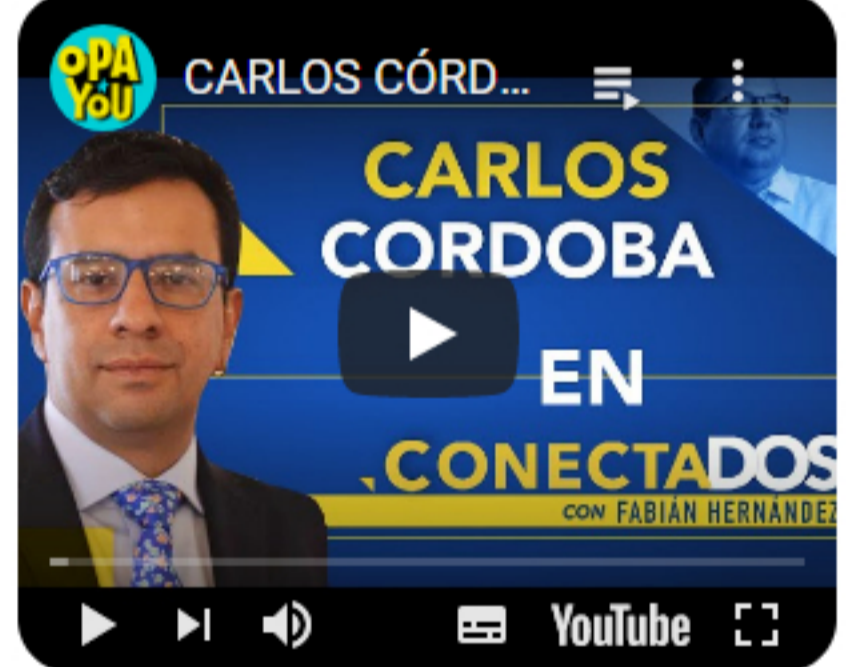 OPA
YOU
CARLOS CÓRD...
CARLOS
CORDOBA
EN
CONECTADOS
CON FABIÁN HERNÁNDEZ
YouTube